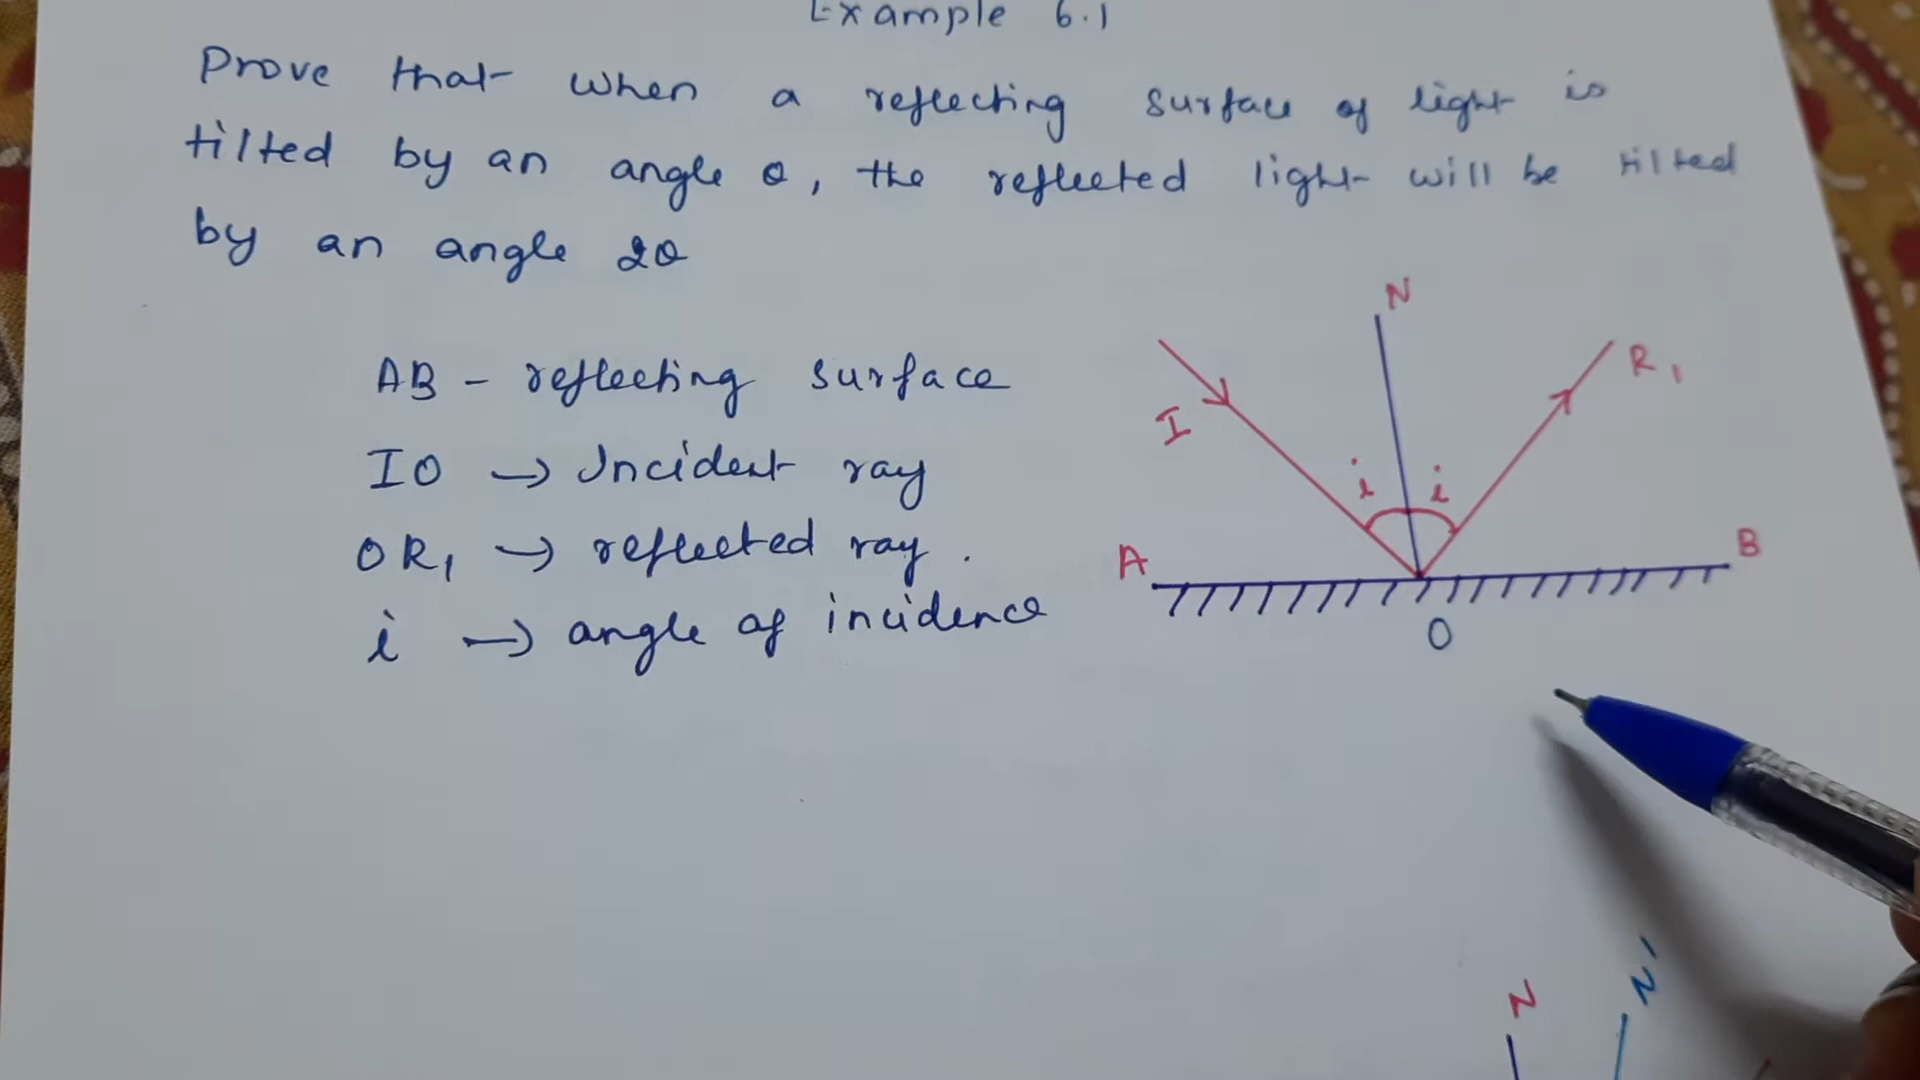 Example 6.1
Prove that when a reflecting surface of light is
tilted by an angle θ, the reflected light will be tilted
by an angle 2θ
N
R1
AB - reflecting surface
I
IO → Incident ray
i i
OR1 → reflected ray.
A B
i → angle of incidence
O
N N'